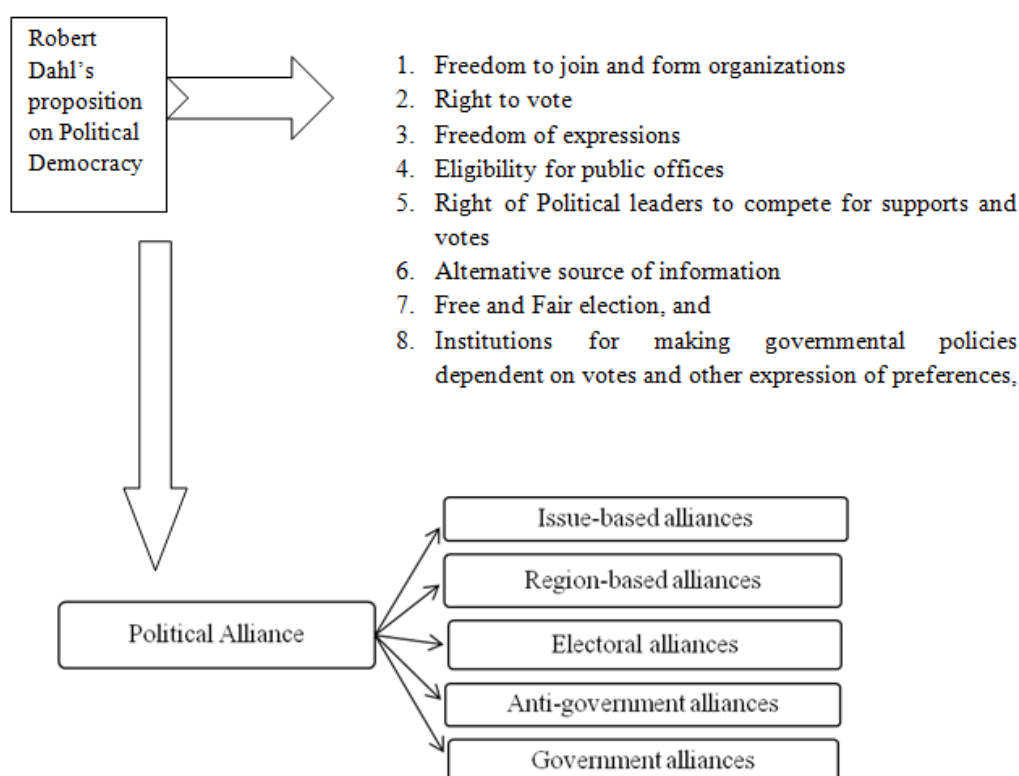 Robert
Dahl's
proposition
on Political
Democracy
1. Freedom to join and form organizations
2. Right to vote
3. Freedom of expressions
4. Eligibility for public offices
5. Right of Political leaders to compete for supports and
votes
6. Alternative source of information
7. Free and Fair election, and
8. Institutions for making governmental policies
dependent on votes and other expression of preferences,
Political Alliance
Issue-based alliances
Region-based alliances
Electoral alliances
Anti-government alliances
Government alliances